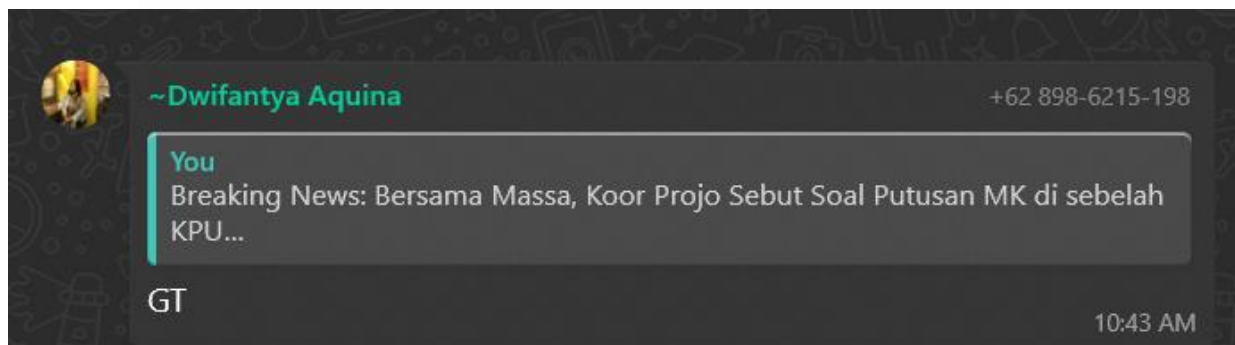 ~Dwifantya Aquina
+62 898-6215-198
You
Breaking News: Bersama Massa, Koor Projo Sebut Soal Putusan MK di sebelah
KPU...
GT
10:43 AM